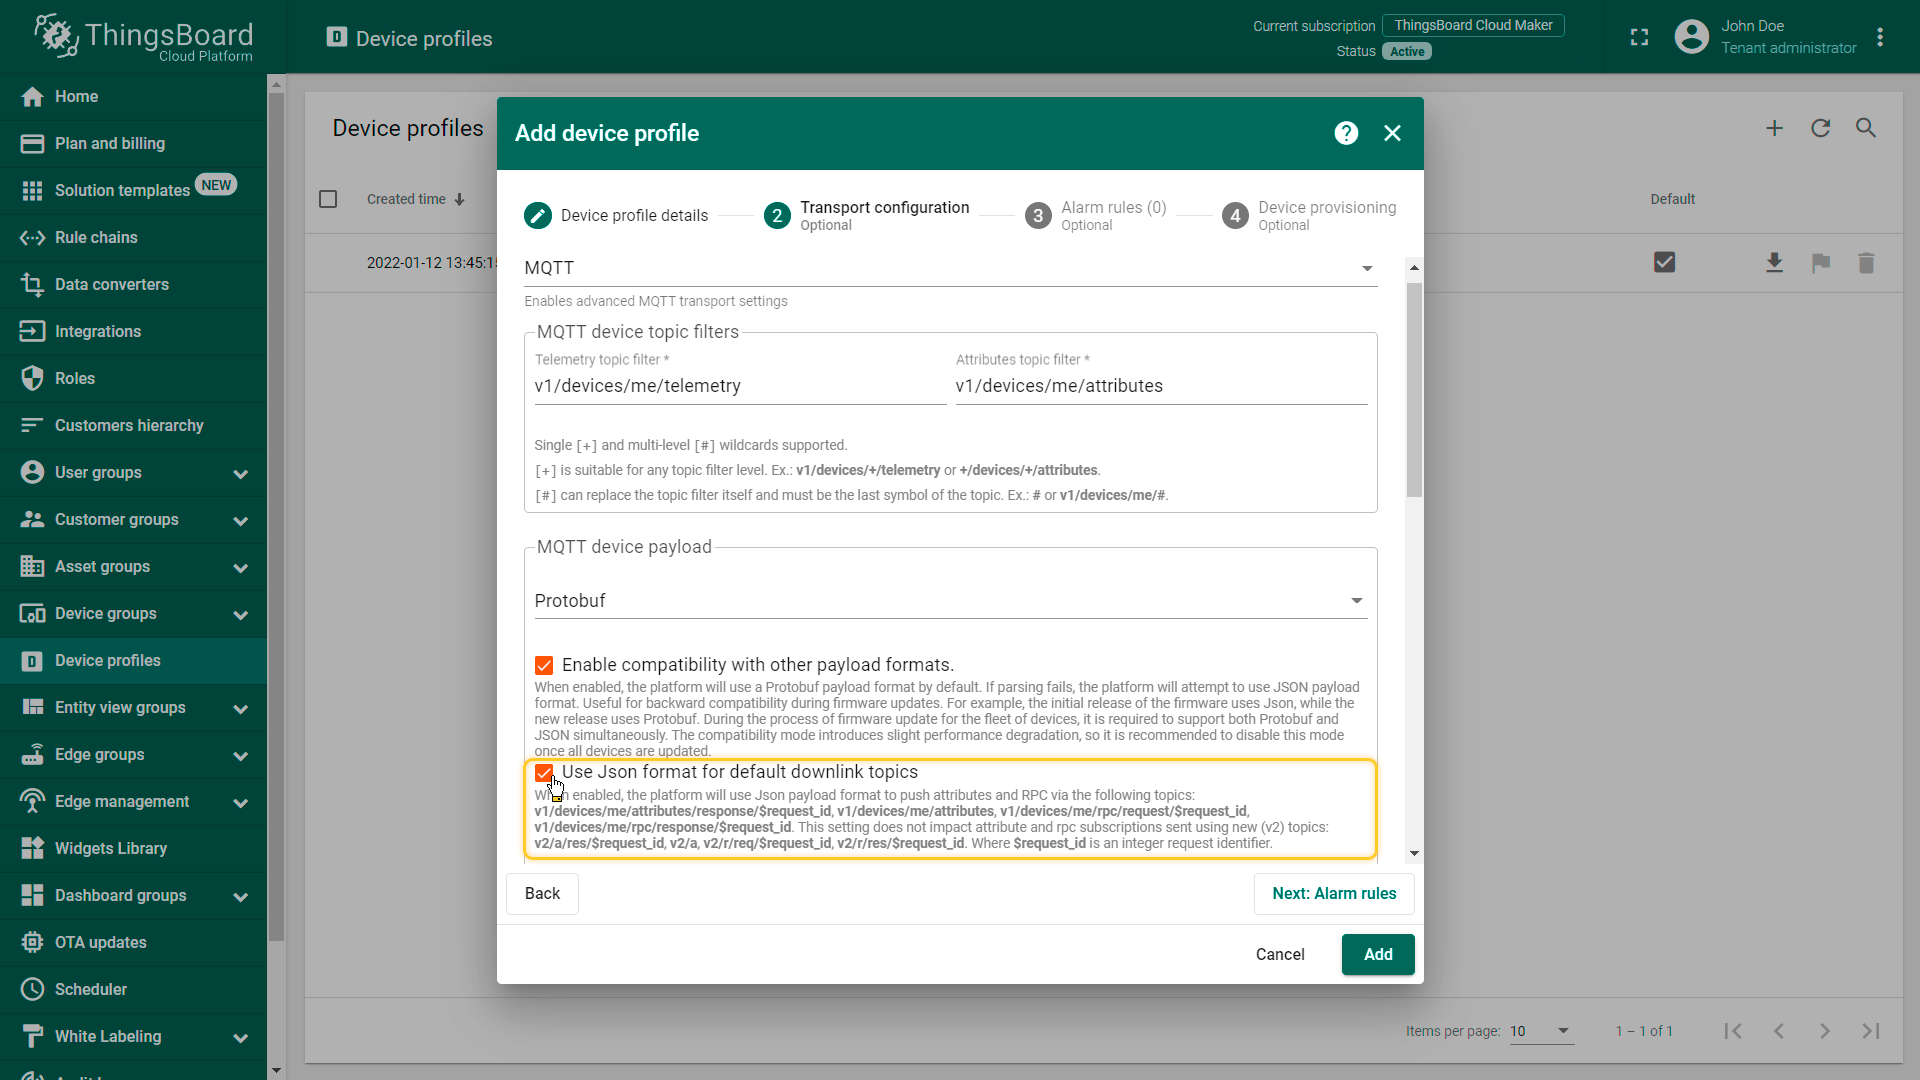 ThingsBoard
Cloud Platform
Device profiles
Current subscription ThingsBoard Cloud Maker
Status Active
John Doe
Tenant administrator
Home
Plan and billing
Solution templates NEW
Rule chains
Data converters
Integrations
Roles
Customers hierarchy
User groups
Customer groups
Asset groups
Device groups
Device profiles
Entity view groups
Edge groups
Edge management
Widgets Library
Dashboard groups
OTA updates
Scheduler
White Labeling
Device profiles
Created time
Default
2022-01-12 13:45:1
Add device profile
Device profile details
2 Transport configuration
Optional
3 Alarm rules (0)
Optional
4 Device provisioning
Optional
MQTT
Enables advanced MQTT transport settings
MQTT device topic filters
Telemetry topic filter *
v1/devices/me/telemetry
Attributes topic filter *
v1/devices/me/attributes
Single [+] and multi-level [#] wildcards supported.
[+] is suitable for any topic filter level. Ex.: v1/devices/+/telemetry or +/devices/+/attributes.
[#] can replace the topic filter itself and must be the last symbol of the topic. Ex.: # or v1/devices/me/#.
MQTT device payload
Protobuf
Enable compatibility with other payload formats.
When enabled, the platform will use a Protobuf payload format by default. If parsing fails, the platform will attempt to use JSON payload
format. Useful for backward compatibility during firmware updates. For example, the initial release of the firmware uses Json, while the
new release uses Protobuf. During the process of firmware update for the fleet of devices, it is required to support both Protobuf and
JSON simultaneously. The compatibility mode introduces slight performance degradation, so it is recommended to disable this mode
once all devices are updated.
Use Json format for default downlink topics
When enabled, the platform will use Json payload format to push attributes and RPC via the following topics:
v1/devices/me/attributes/response/$request_id, v1/devices/me/attributes, v1/devices/me/rpc/request/$request_id,
v1/devices/me/rpc/response/$request_id. This setting does not impact attribute and rpc subscriptions sent using new (v2) topics:
v2/a/res/$request_id, v2/a, v2/r/req/$request_id, v2/r/res/$request_id. Where $request_id is an integer request identifier.
Back
Next: Alarm rules
Cancel
Add
Items per page: 10
1 – 1 of 1